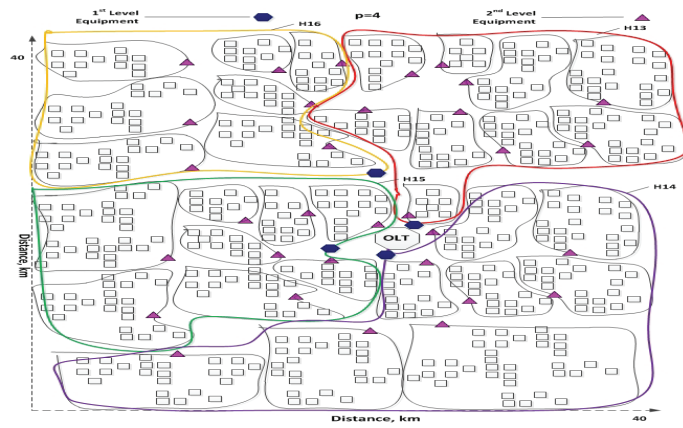 1st Level
Equipment
p=4
2nd Level
Equipment
H16
H13
40
H15
H14
OLT
Distance, km
Distance, km
40